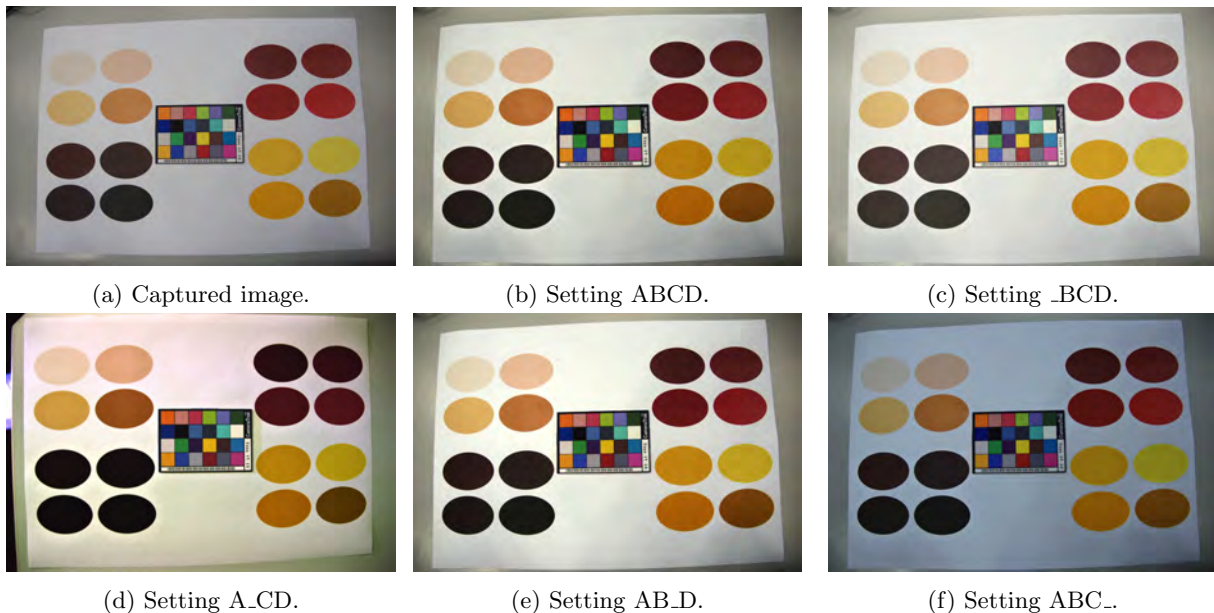 (a) Captured image.
(b) Setting ABCD.
(c) Setting _BCD.
(d) Setting A_CD.
(e) Setting AB_D.
(f) Setting ABC_.